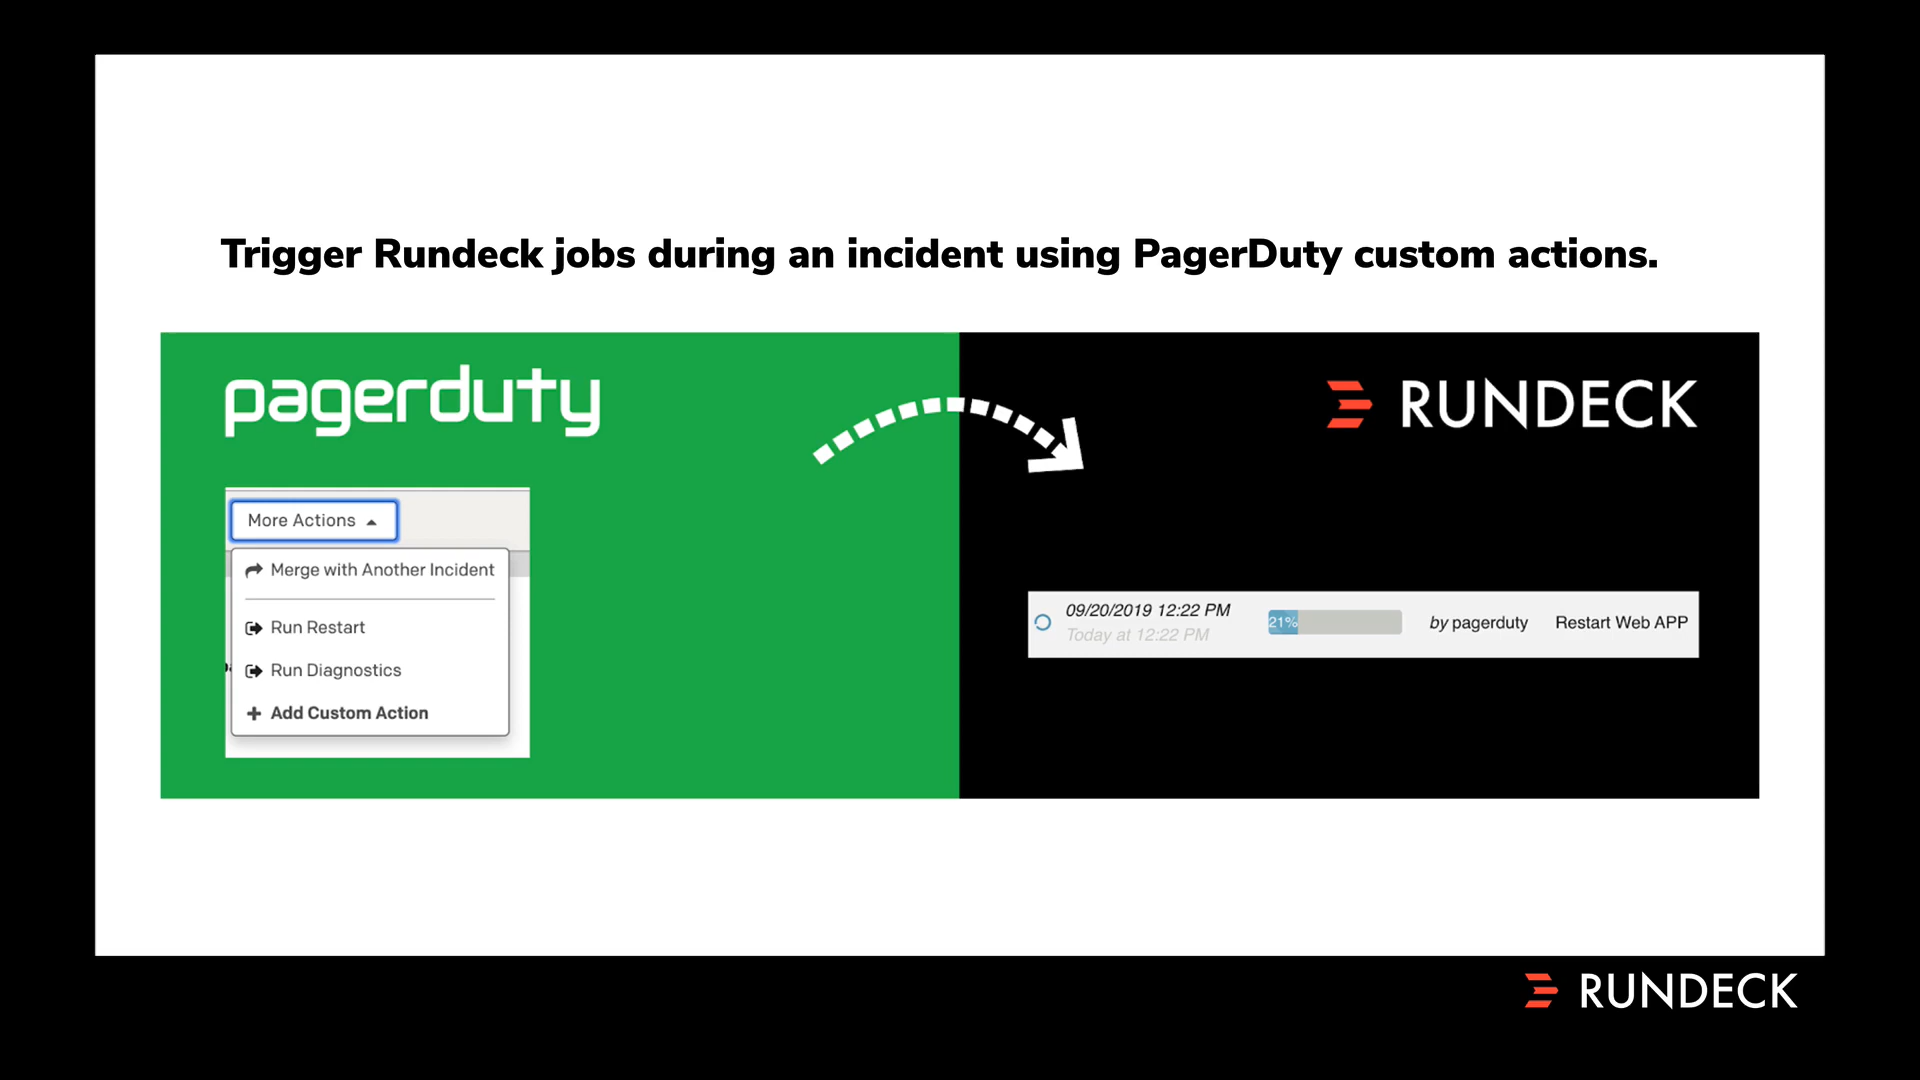 Trigger Rundeck jobs during an incident using PagerDuty custom actions.
pagerduty
RUNDECK
More Actions
Merge with Another Incident
Run Restart
Run Diagnostics
Add Custom Action
09/20/2019 12:22 PM
Today at 12:22 PM
21%
by pagerduty
Restart Web APP
RUNDECK